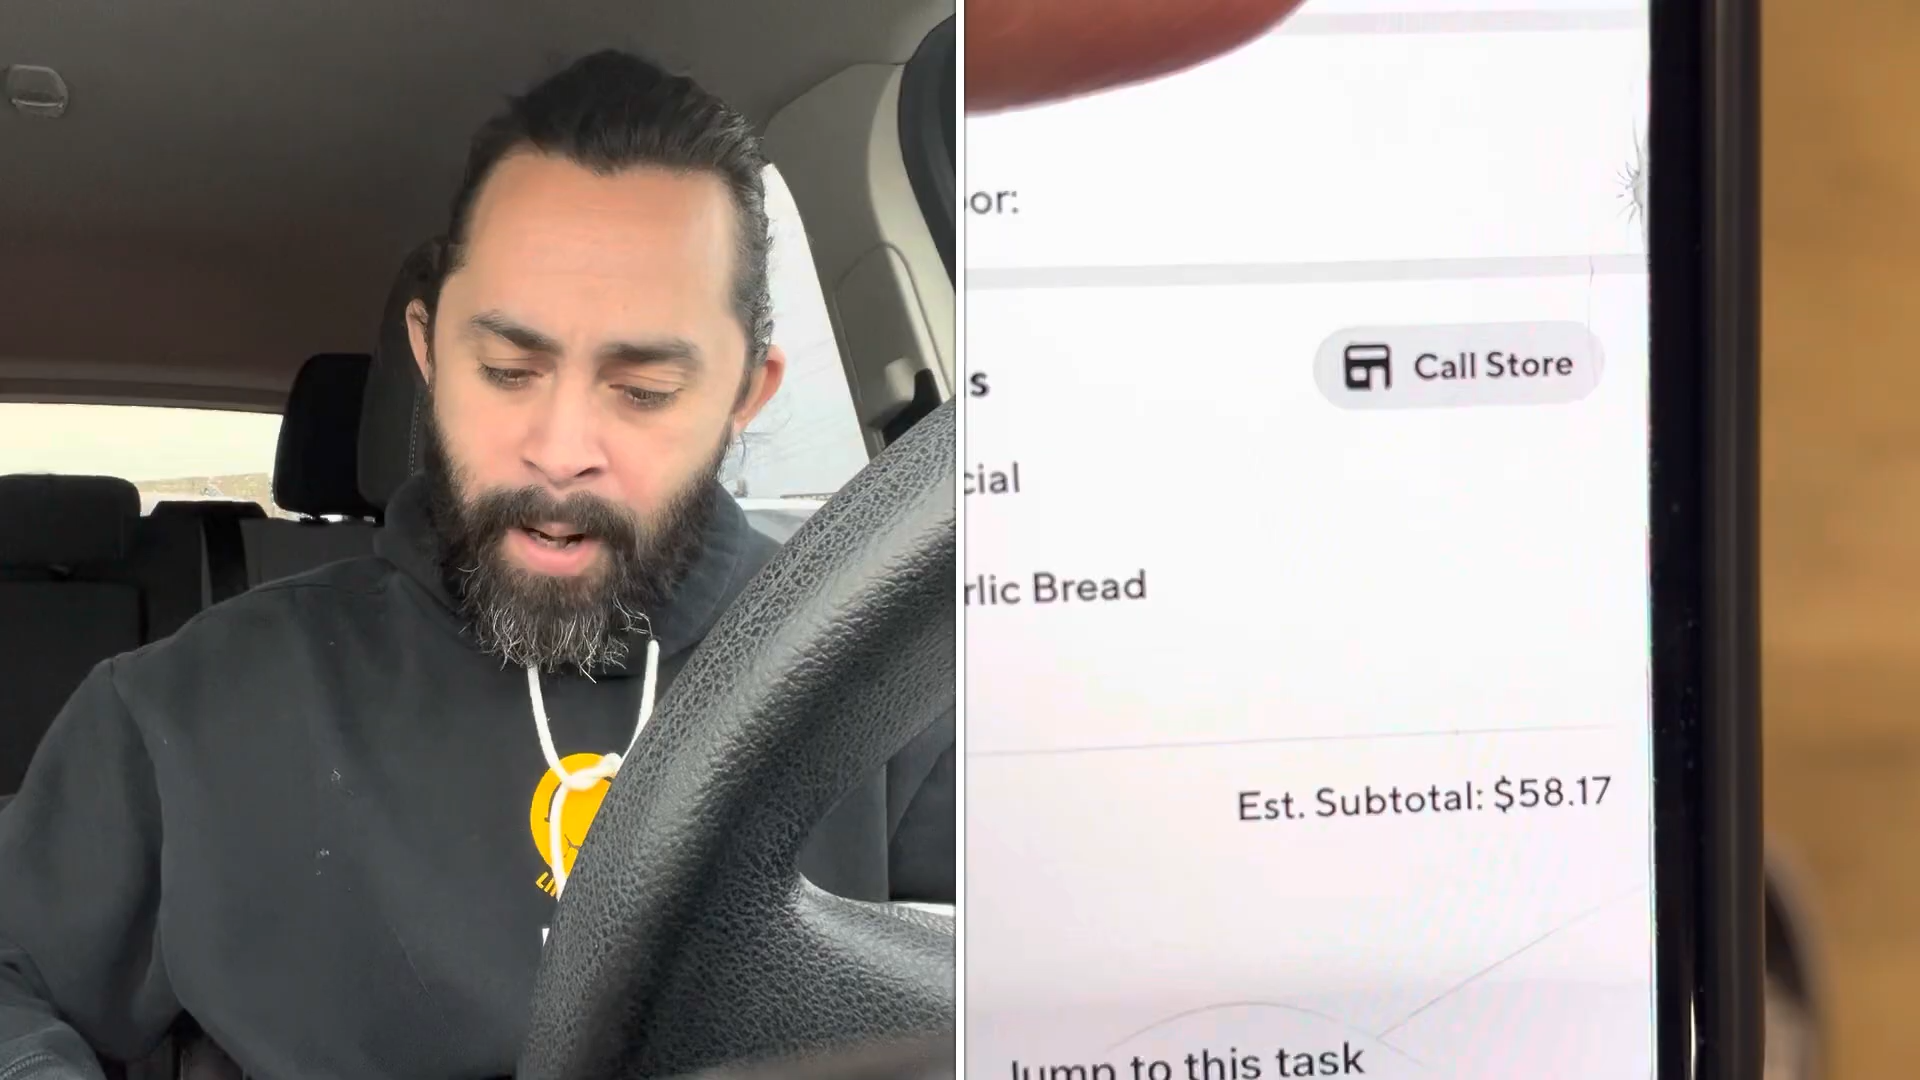 or:
s
Call Store
cial
rlic Bread
Est. Subtotal: $58.17
Jump to this task